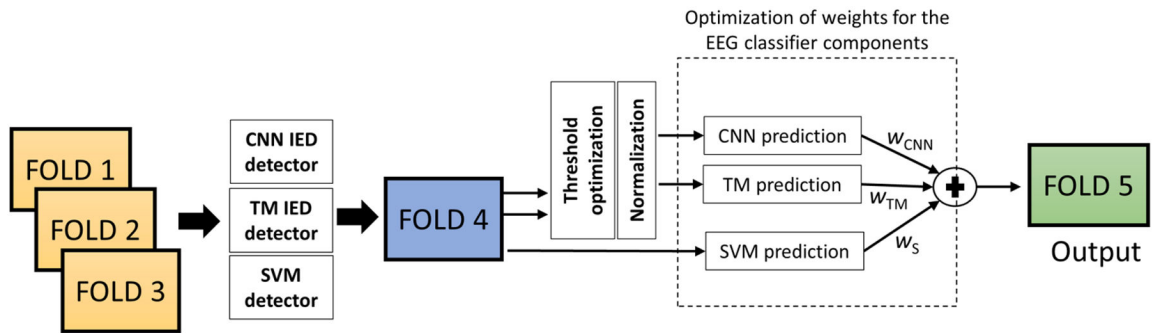 Optimization of weights for the
EEG classifier components
FOLD 1
FOLD 2
FOLD 3
CNN IED
detector
TM IED
detector
SVM
detector
FOLD 4
Threshold
optimization
Normalization
CNN prediction
TM prediction
SVM prediction
wCNN
wTM
wS
+
FOLD 5
Output